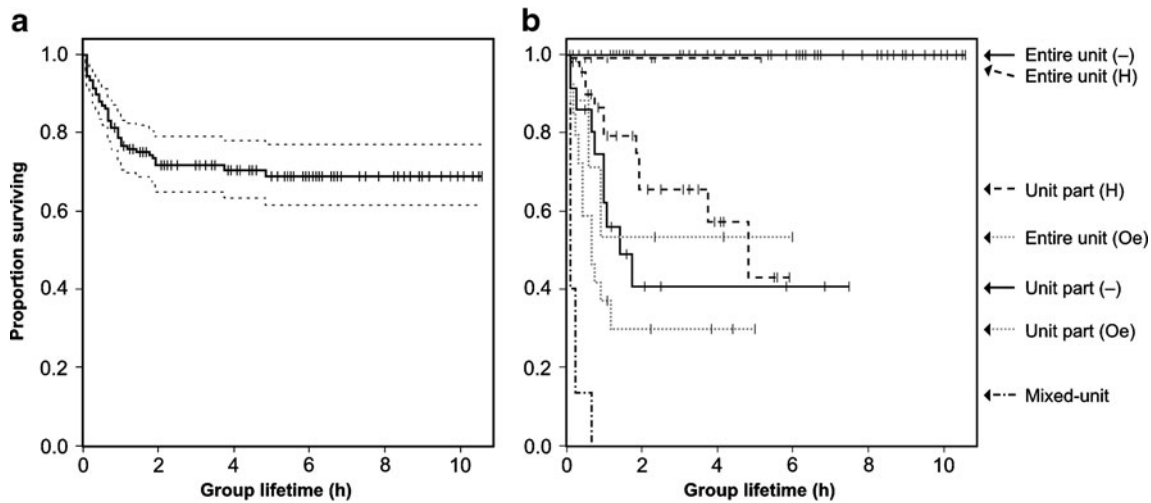 a
b
Proportion surviving
1.0
0.8
0.6
0.4
0.2
0.0
0 2 4 6 8 10
Group lifetime (h)
1.0
0.8
0.6
0.4
0.2
0.0
0 2 4 6 8 10
Group lifetime (h)
Entire unit (–)
Entire unit (H)
Unit part (H)
Entire unit (Oe)
Unit part (–)
Unit part (Oe)
Mixed-unit